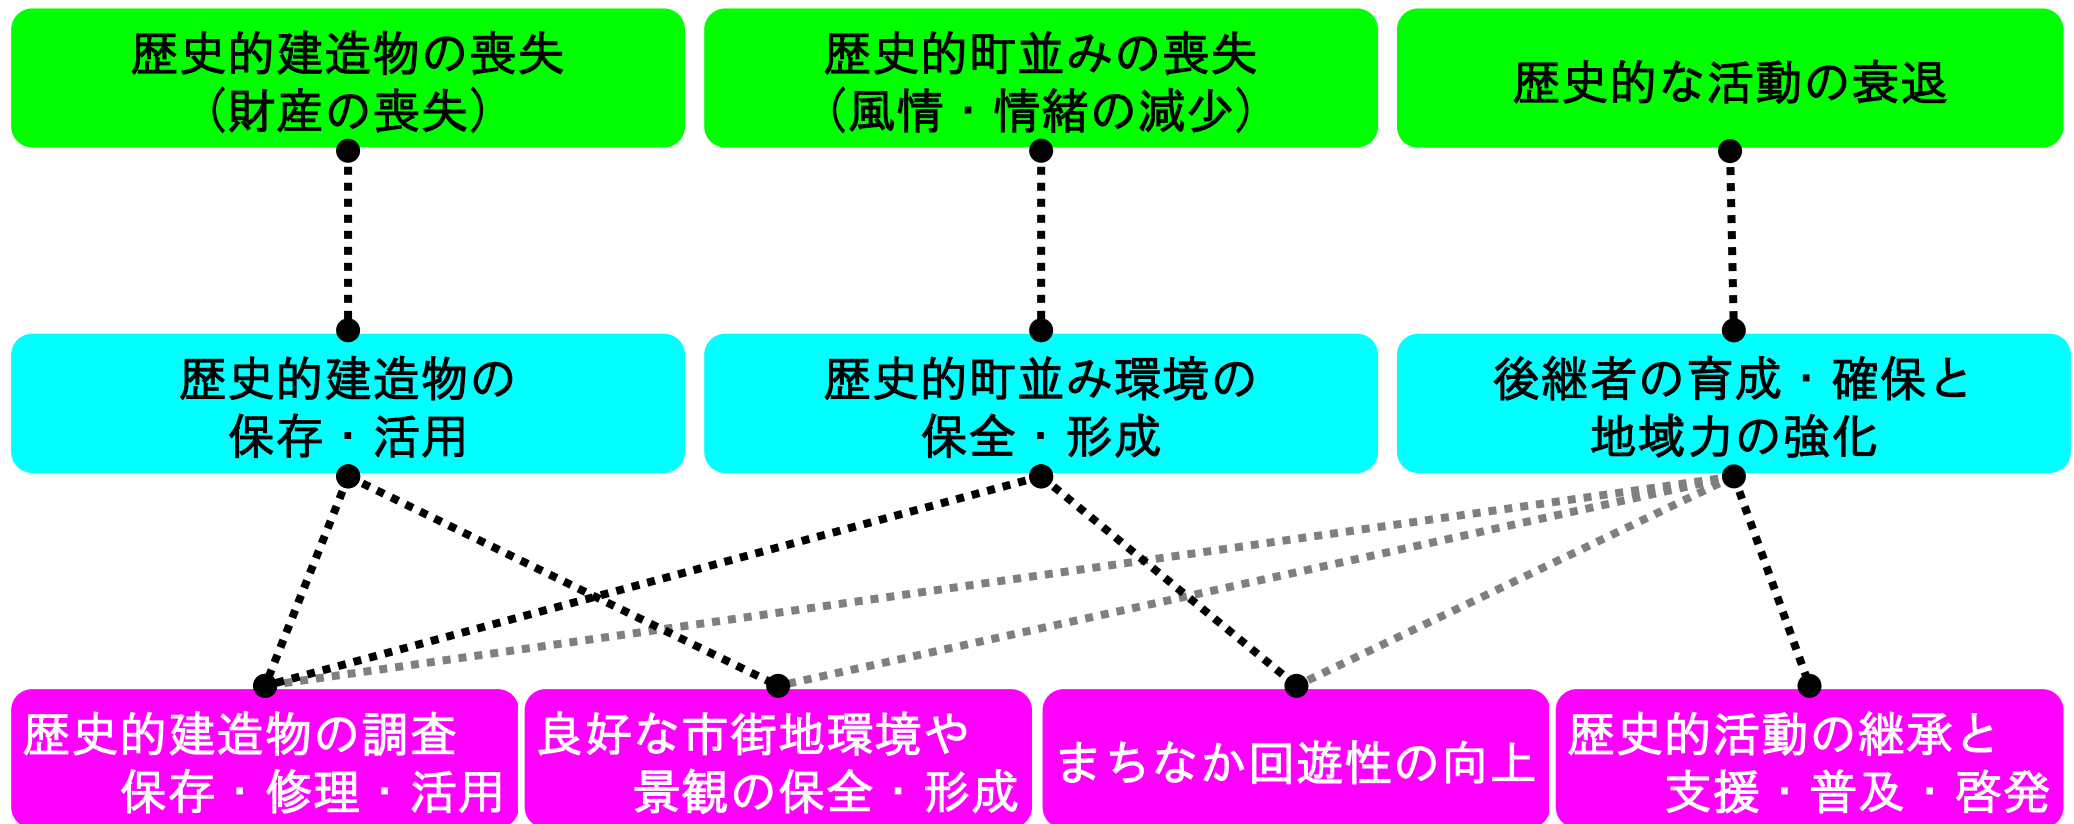 歴史的建造物の喪失
（財産の喪失）
歴史的町並みの喪失
（風情・情緒の減少）
歴史的な活動の衰退
歴史的建造物の
保存・活用
歴史的町並み環境の
保全・形成
後継者の育成・確保と
地域力の強化
歴史的建造物の調査
保存・修理・活用
良好な市街地環境や
景観の保全・形成
まちなか回遊性の向上
歴史的活動の継承と
支援・普及・啓発